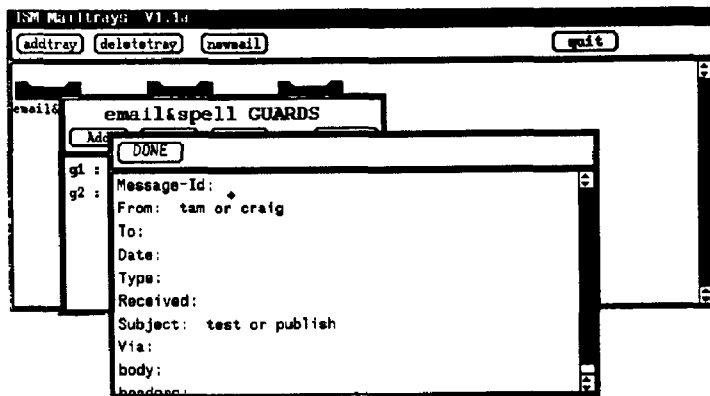 ISM Mailtrays V1.1a
addtray deletetray newmail quit
email&
email&spell GUARDS
Add
g1 :
g2 :
DONE
Message-Id:
From: tam or craig
To:
Date:
Type:
Received:
Subject: test or publish
Via:
body: